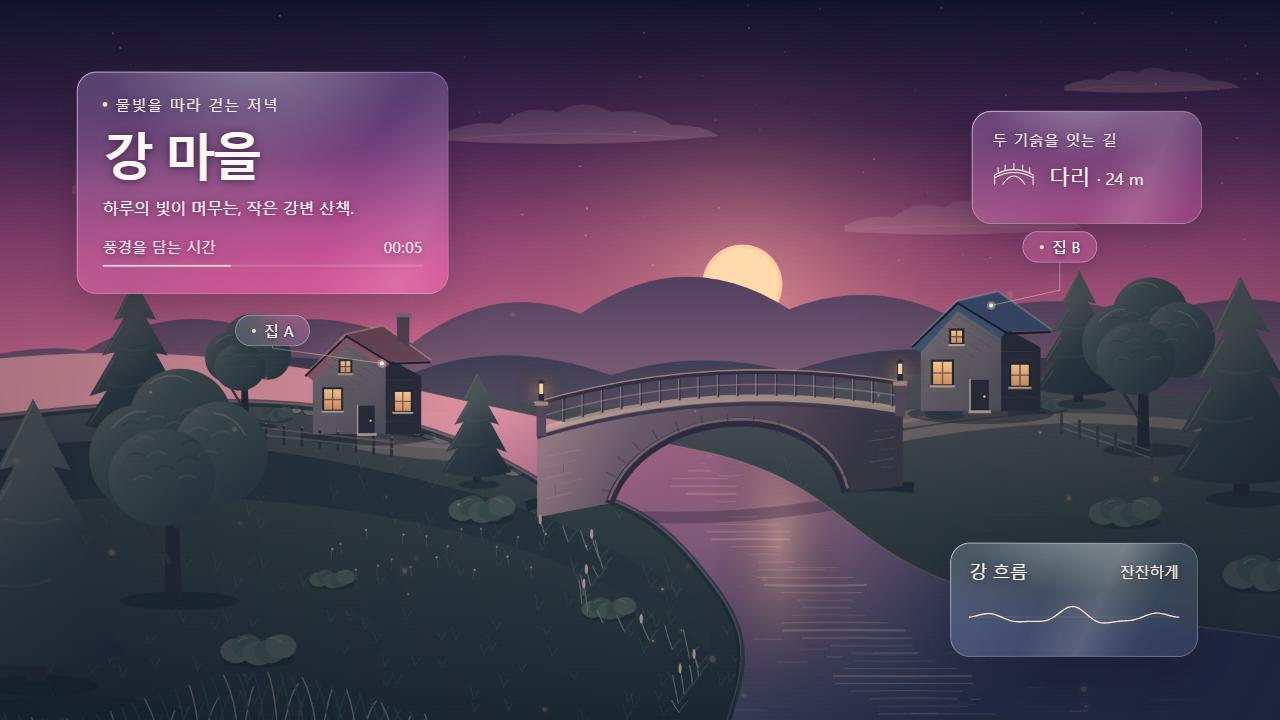 물빛을 따라 걷는 저녁
강 마을
하루의 빛이 머무는, 작은 강변 산책.
풍경을 담는 시간 00:05
두 기슭을 잇는 길
다리 · 24 m
집 B
집 A
강 흐름 잔잔하게